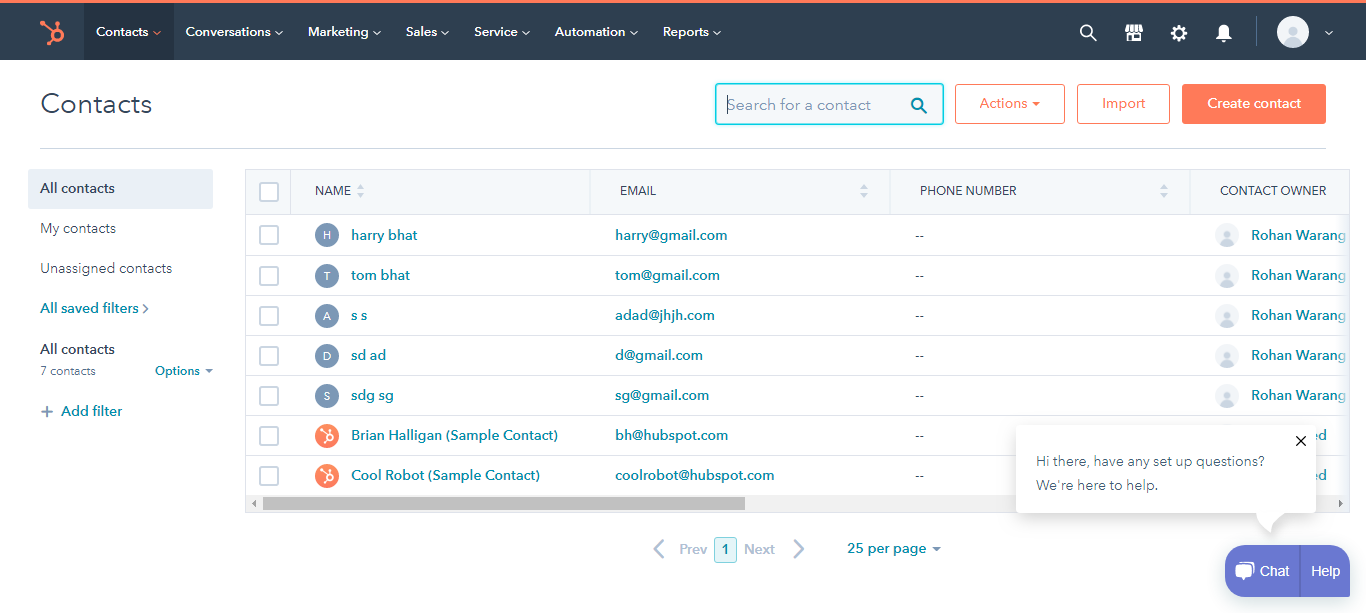 Contacts Conversations Marketing Sales Service Automation Reports
Contacts
Search for a contact
Actions
Import
Create contact
All contacts
My contacts
Unassigned contacts
All saved filters
All contacts
7 contacts Options
+ Add filter
NAME EMAIL PHONE NUMBER CONTACT OWNER
H harry bhat harry@gmail.com -- Rohan Warang
T tom bhat tom@gmail.com -- Rohan Warang
A s s adad@jhjh.com -- Rohan Warang
D sd ad d@gmail.com -- Rohan Warang
S sdg sg sg@gmail.com -- Rohan Warang
Brian Halligan (Sample Contact) bh@hubspot.com -- ed
Cool Robot (Sample Contact) coolrobot@hubspot.com -- ed
Hi there, have any set up questions?
We're here to help.
Prev 1 Next 25 per page
Chat Help